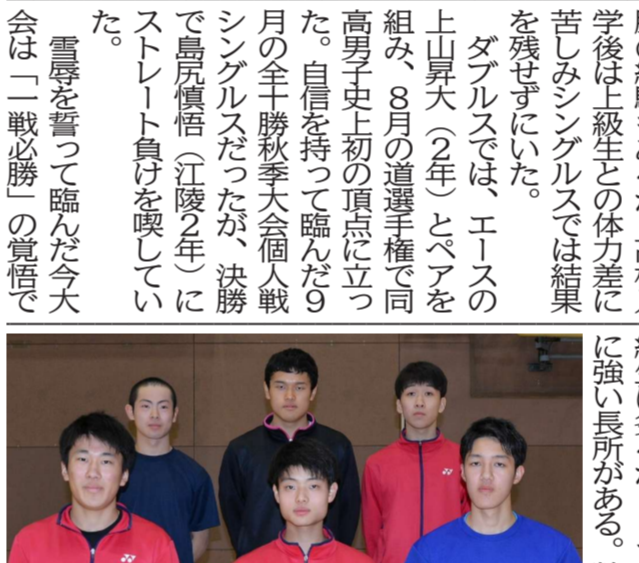 学後は上級生との体力差に
苦しみシングルスでは結果
を残せずにいた。
ダブルスでは、エースの
上山昇大（２年）とペアを
組み、８月の道選手権で同
高男子史上初の頂点に立っ
た。自信を持って臨んだ９
月の全十勝秋季大会個人戦
シングルスだったが、決勝
で島尻慎悟（江陵２年）に
ストレート負けを喫してい
た。
雪辱を誓って臨んだ今大
会は「一戦必勝」の覚悟で
に強い長所がある。
YONEX
YONEX
YONEX